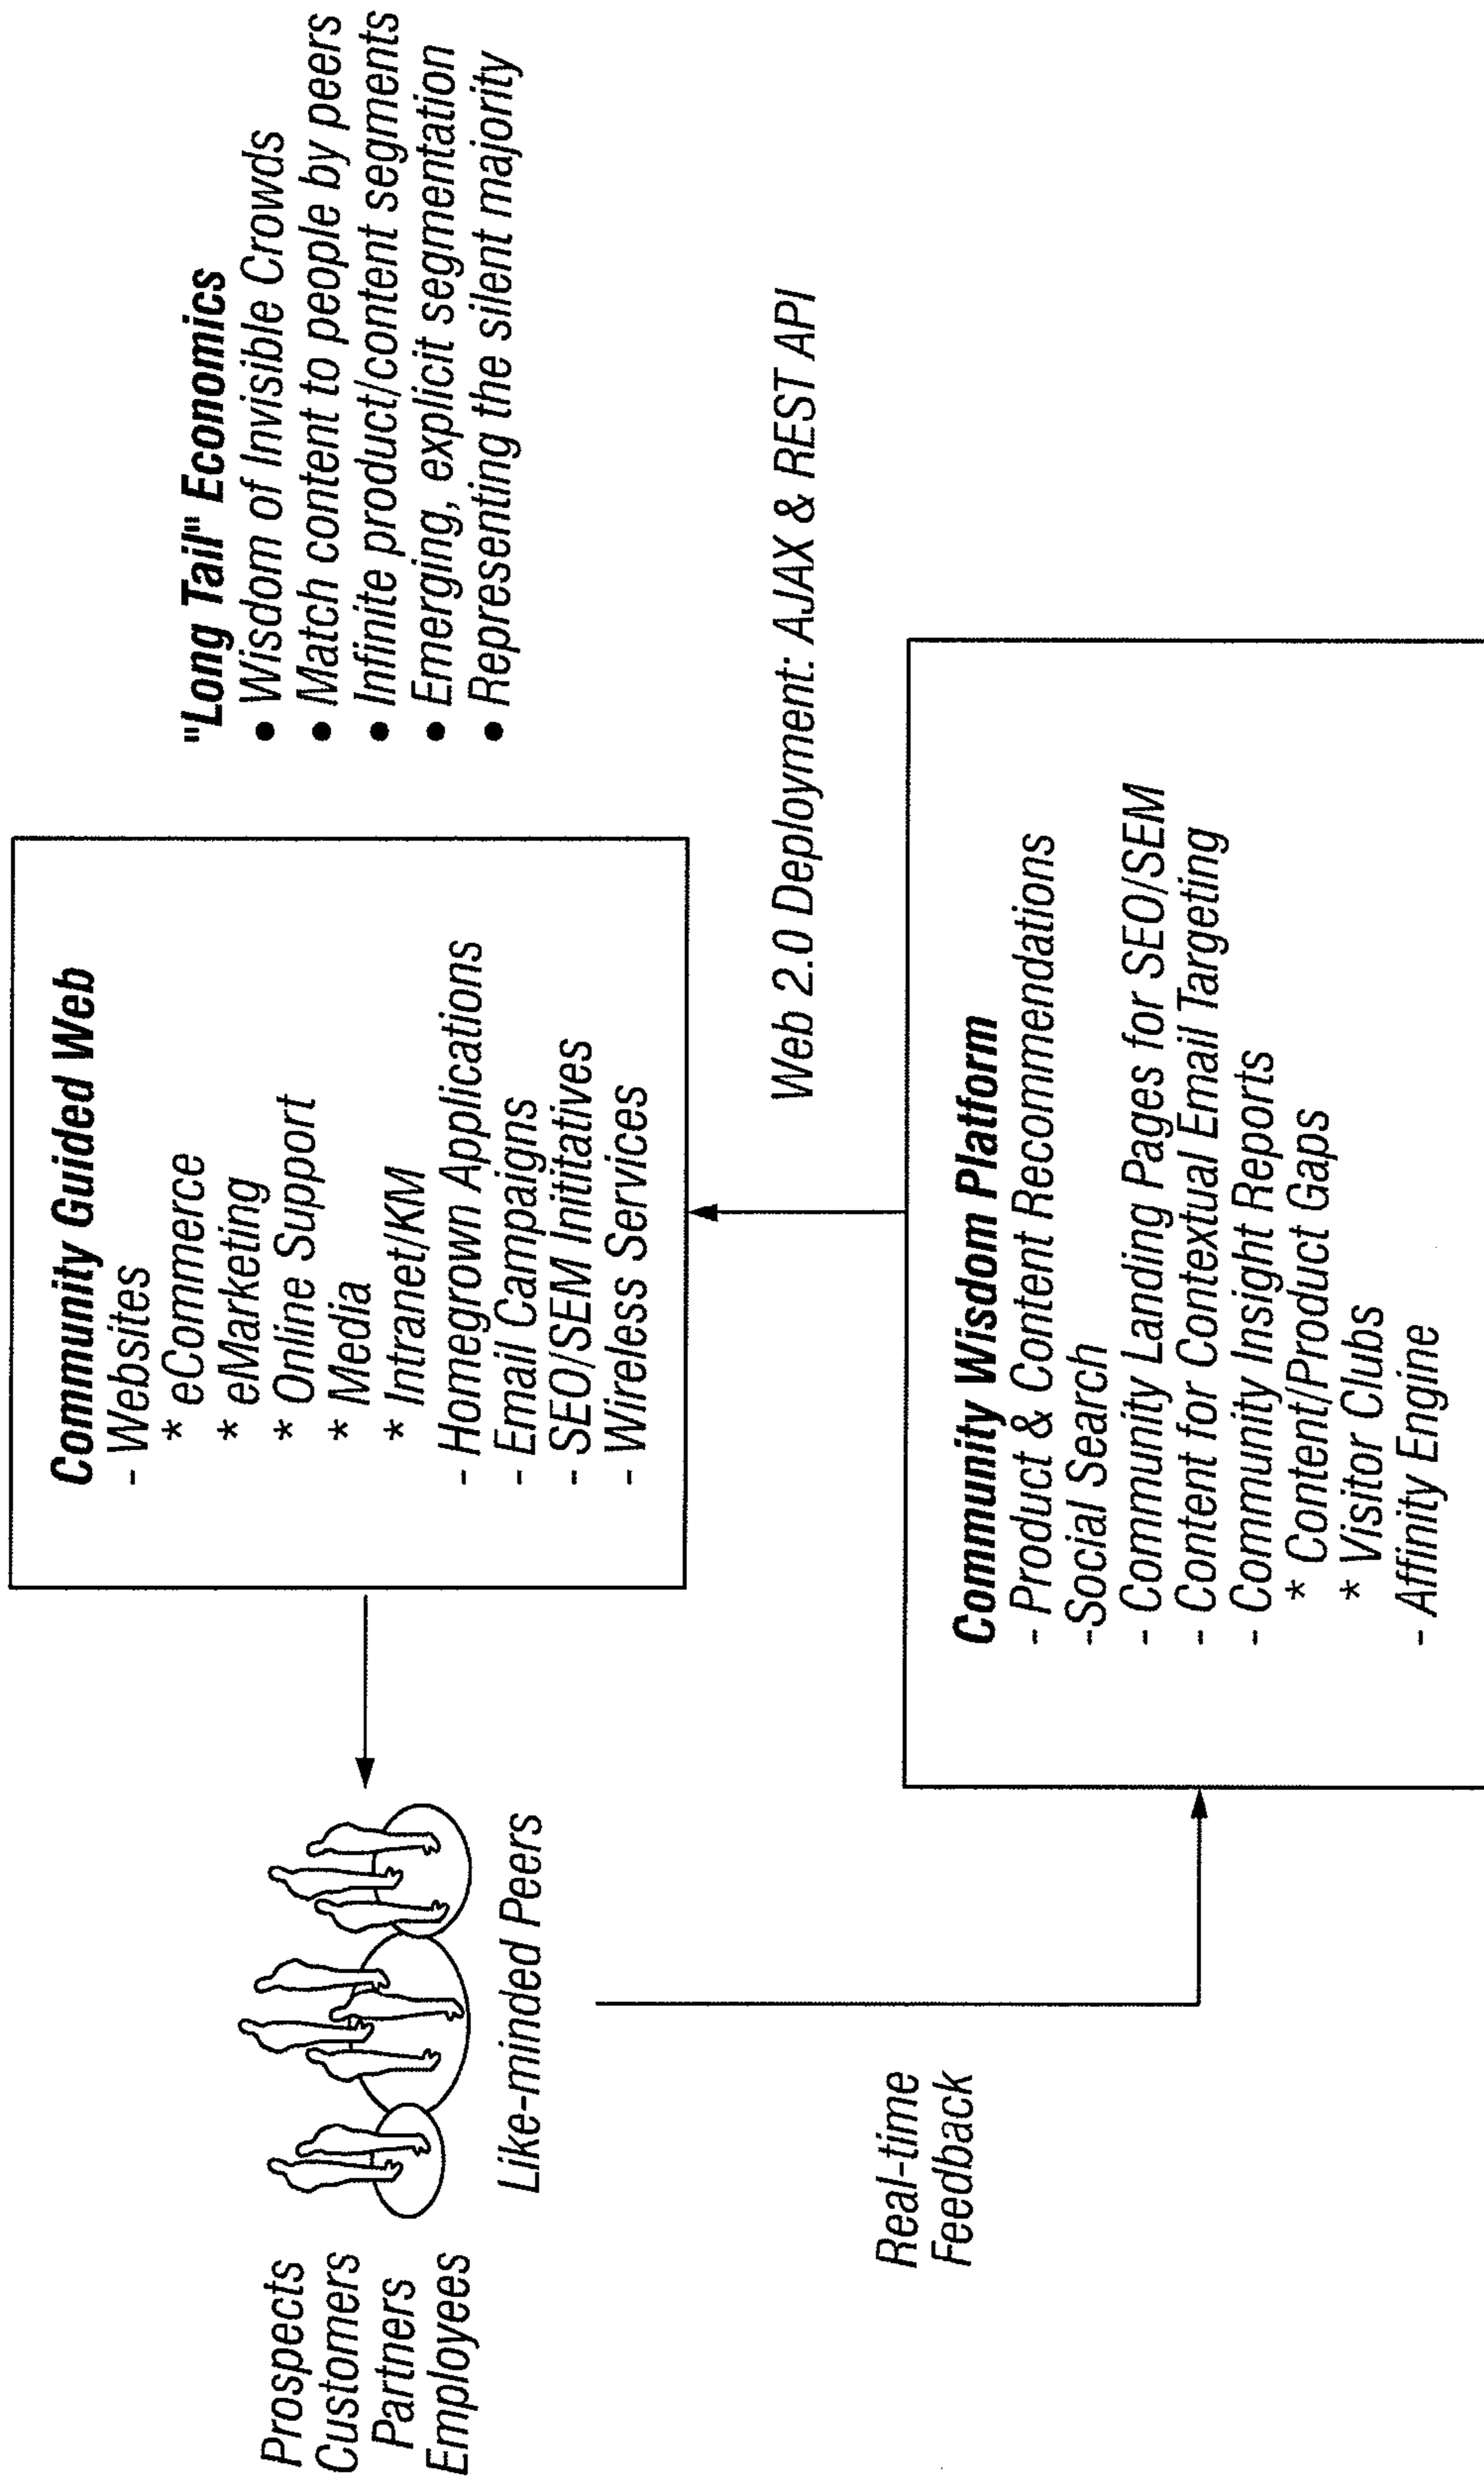 Prospects
Customers
Partners
Employees
Like-minded Peers
Community Guided Web
- Websites
* eCommerce
* eMarketing
* Online Support
* Media
* Intranet/KM
- Homegrown Applications
- Email Campaigns
- SEO/SEM Inititatives
- Wireless Services
"Long Tail" Economics
• Wisdom of Invisible Crowds
• Match content to people by peers
• Infinite product/content segments
• Emerging, explicit segmentation
• Representing the silent majority
Web 2.0 Deployment: AJAX & REST API
Real-time
Feedback
Community Wisdom Platform
- Product & Content Recommendations
-Social Search
- Community Landing Pages for SEO/SEM
- Content for Contextual Email Targeting
- Community Insight Reports
* Content/Product Gaps
* Visitor Clubs
- Affinity Engine